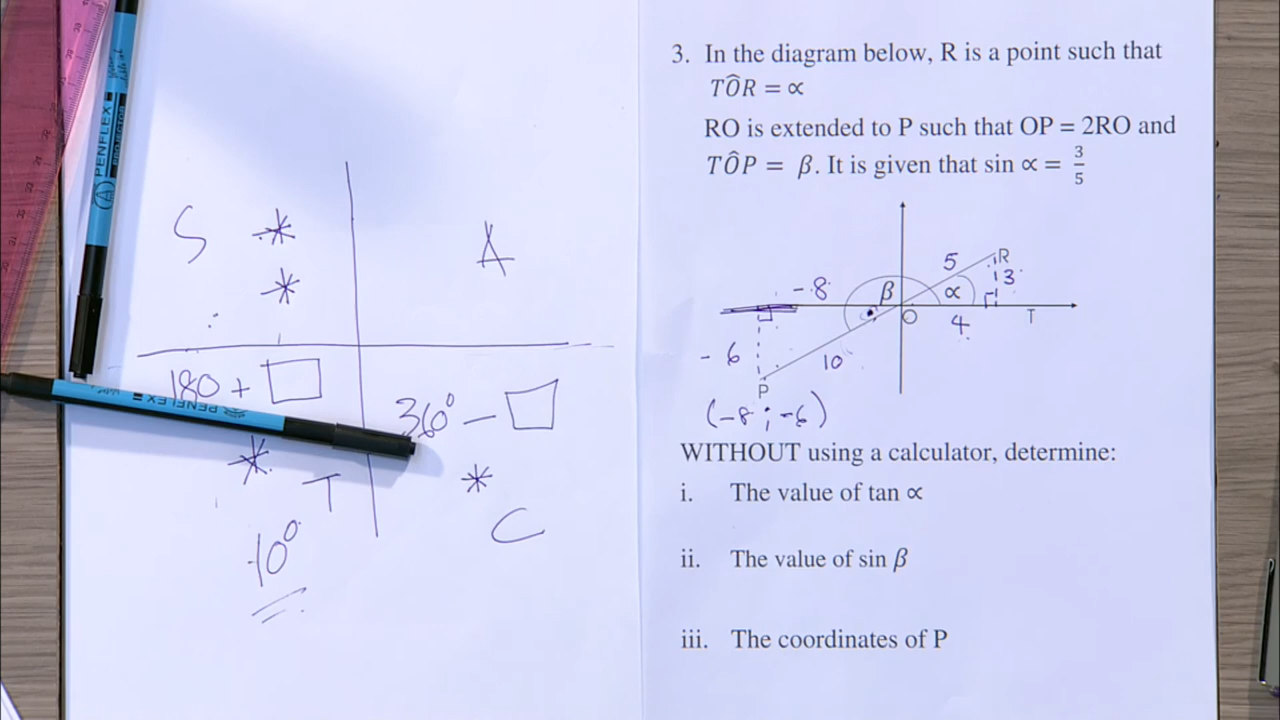 S
A
180 +
360° –
T
C
10°
PENFLEX
PENFLEX
3. In the diagram below, R is a point such that
TÔR = ∝
RO is extended to P such that OP = 2RO and
TÔP = β. It is given that sin ∝ = 3/5
5
R
3
-8
β
∝
O
4
T
-6
10
P
(-8 ; -6)
WITHOUT using a calculator, determine:
i. The value of tan ∝
ii. The value of sin β
iii. The coordinates of P